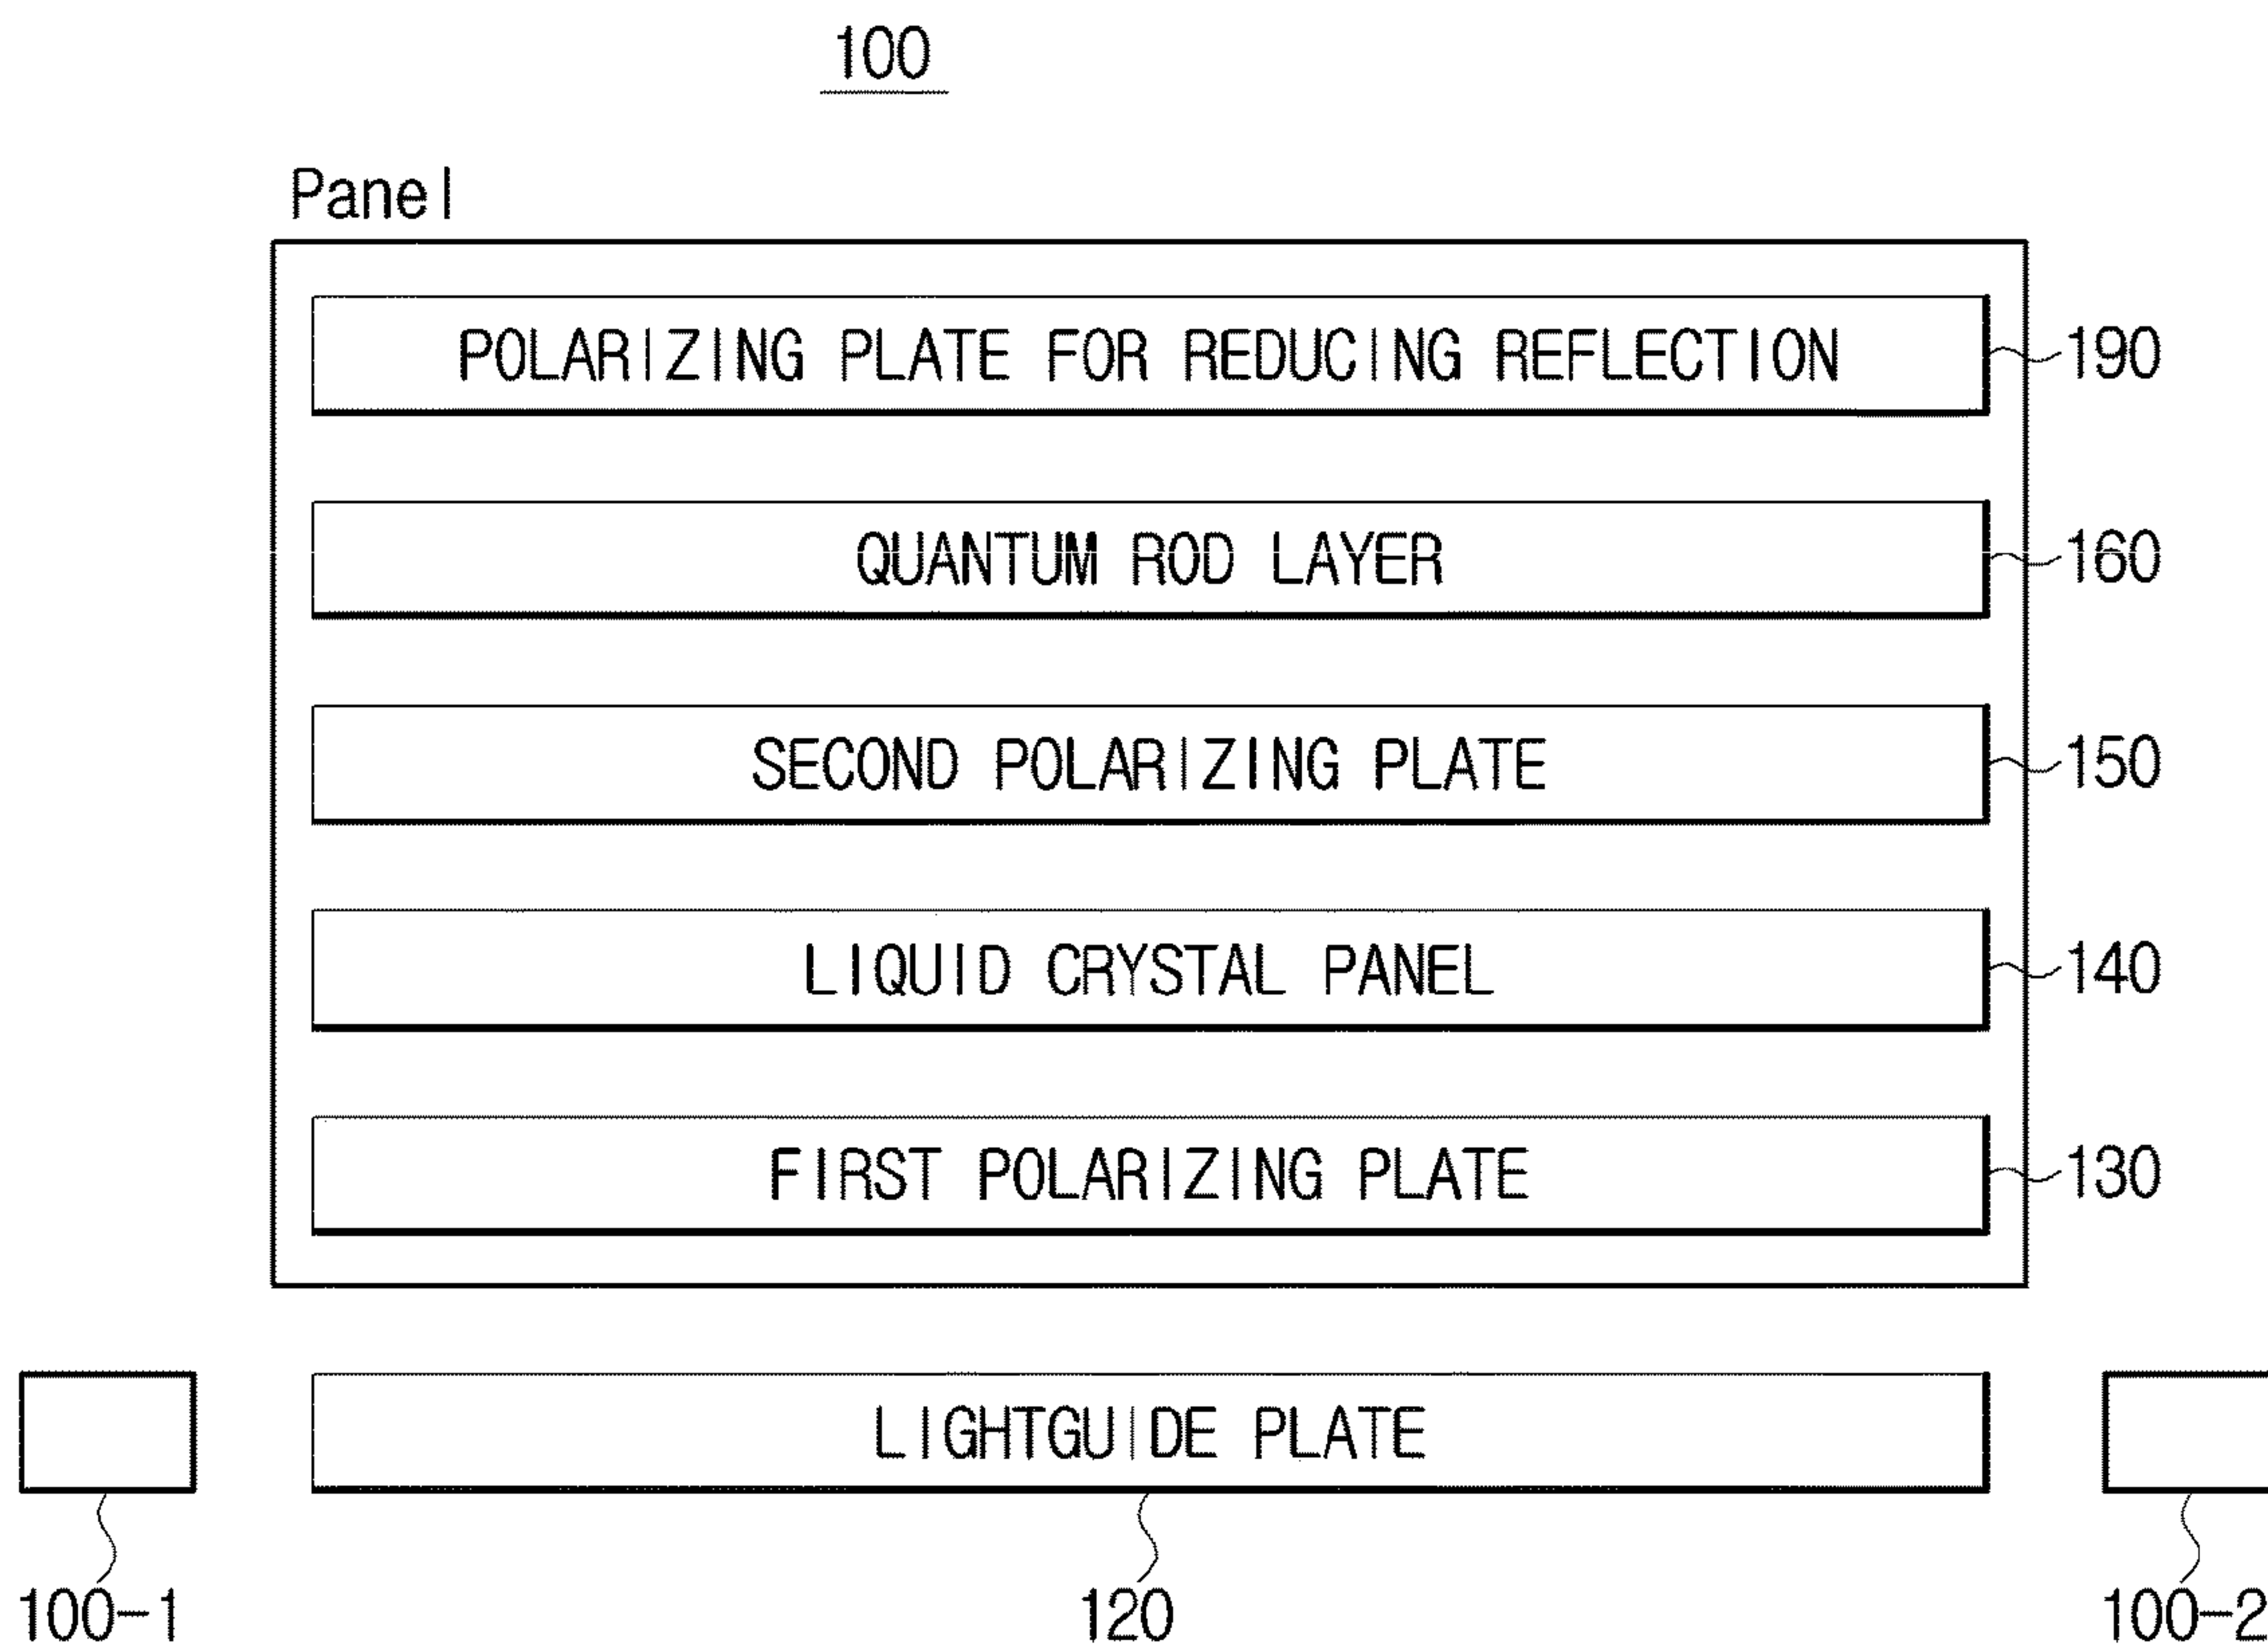 100
Panel
POLARIZING PLATE FOR REDUCING REFLECTION 190
QUANTUM ROD LAYER 160
SECOND POLARIZING PLATE 150
LIQUID CRYSTAL PANEL 140
FIRST POLARIZING PLATE 130
LIGHTGUIDE PLATE
100-1 120 100-2